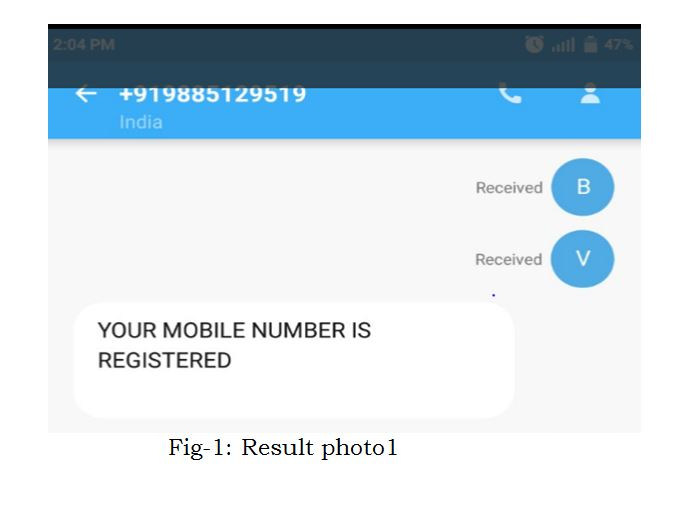 2:04 PM 47%
+919885129519
India
Received B
Received V
YOUR MOBILE NUMBER IS
REGISTERED
Fig-1: Result photo1